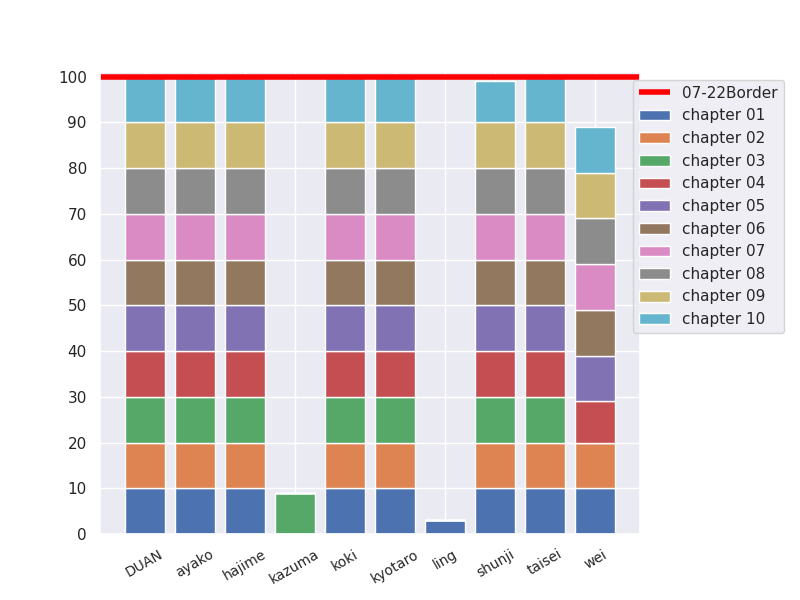 100
90
80
70
60
50
40
30
20
10
0
DUAN ayako hajime kazuma koki kyotaro ling shunji taisei wei
07-22Border
chapter 01
chapter 02
chapter 03
chapter 04
chapter 05
chapter 06
chapter 07
chapter 08
chapter 09
chapter 10